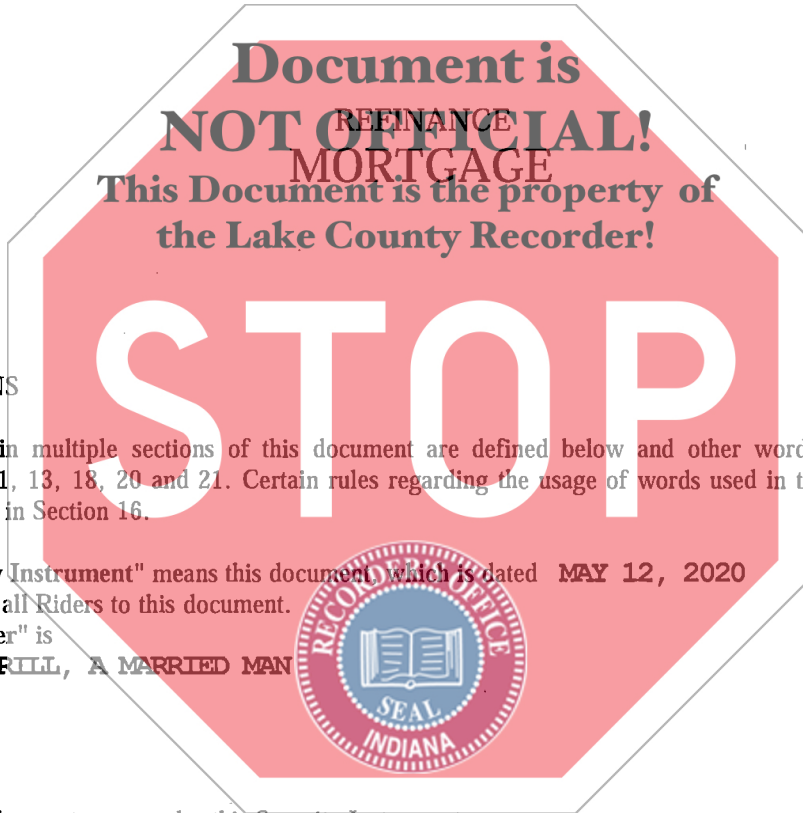 Document is
NOT OFFICIAL!
REFINANCE
MORTGAGE
This Document is the property of
the Lake County Recorder!
STOP
NS
in multiple sections of this document are defined below and other word
1, 13, 18, 20 and 21. Certain rules regarding the usage of words used in t
in Section 16.
Instrument" means this document, which is dated MAY 12, 2020
all Riders to this document.
er" is
RILL, A MARRIED MAN
RECORDER'S OFFICE
SEAL
INDIANA